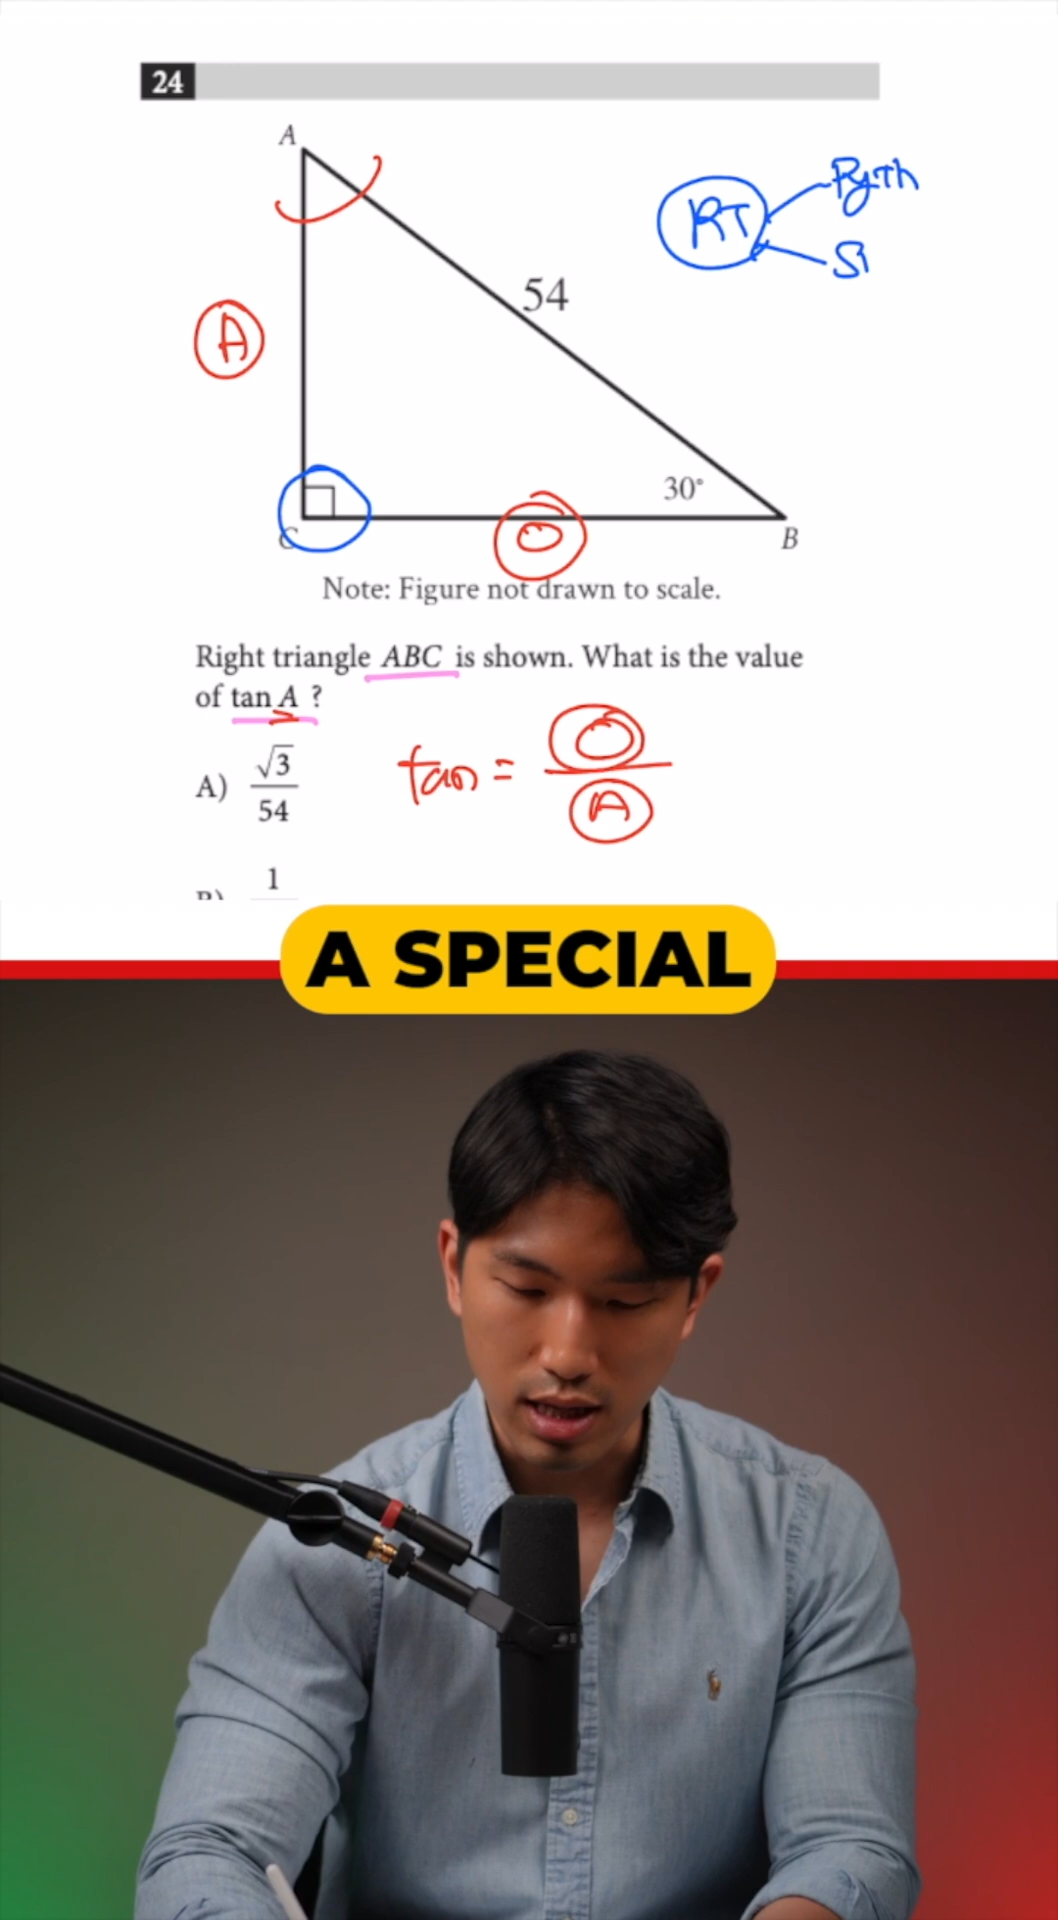 24
A
Pyth
RT
SI
54
A
30°
C
O
B
Note: Figure not drawn to scale.
Right triangle ABC is shown. What is the value
of tan A ?
A) √3/54
tan = O/A
1
A SPECIAL